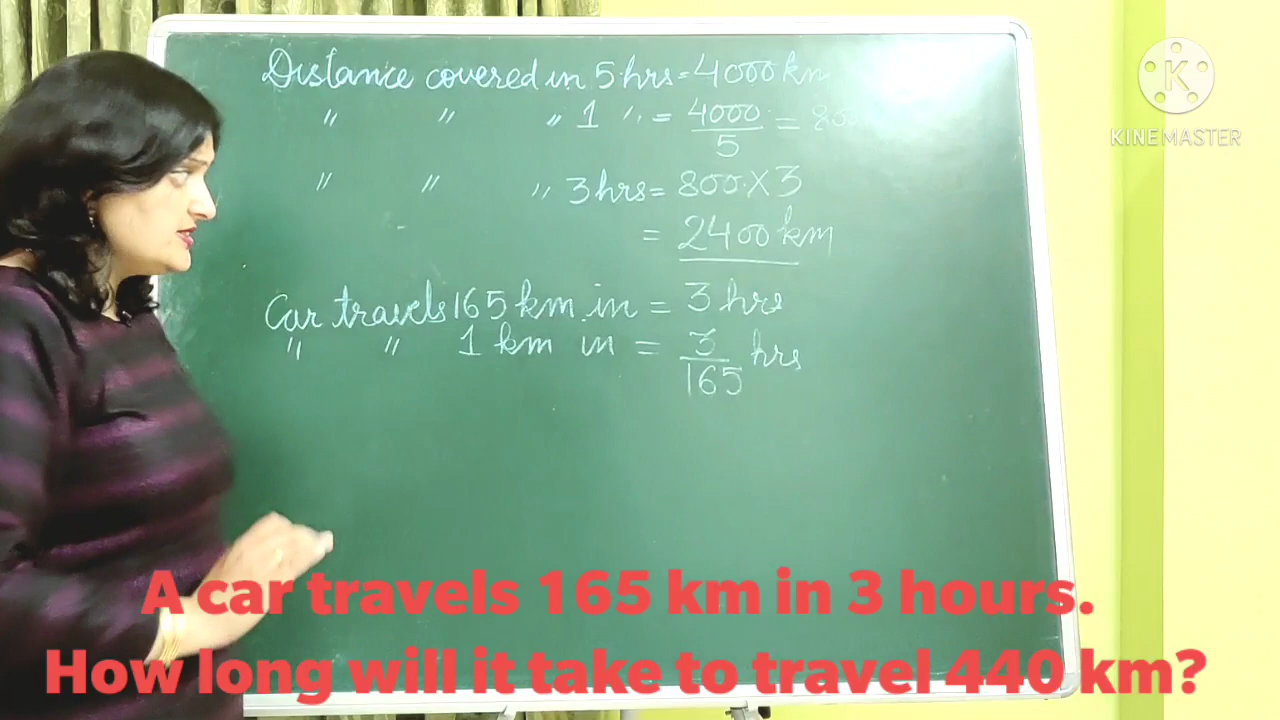 Distance covered in 5 hrs = 4000 km
" " " 1 " = 4000/5 = 800
" " " 3 hrs = 800 X 3
= 2400 km
Car travels 165 km in = 3 hrs
" " 1 km in = 3/165 hrs
K
KINEMASTER
A car travels 165 km in 3 hours.
How long will it take to travel 440 km?